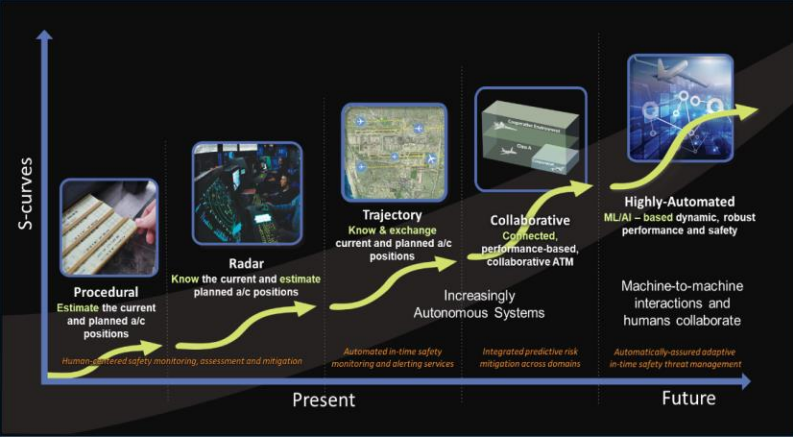 S-curves
Procedural
Estimate the current
and planned a/c
positions
Radar
Know the current and estimate
planned a/c positions
Human-centered safety monitoring, assessment and mitigation
Trajectory
Know & exchange
current and planned a/c
positions
Automated in-time safety
monitoring and alerting services
Cooperative Environment
Class A
Collaborative
Connected,
performance-based,
collaborative ATM
Increasingly
Autonomous Systems
Integrated predictive risk
mitigation across domains
Highly-Automated
ML/AI – based dynamic, robust
performance and safety
Machine-to-machine
interactions and
humans collaborate
Automatically-assured adaptive
in-time safety threat management
Present
Future